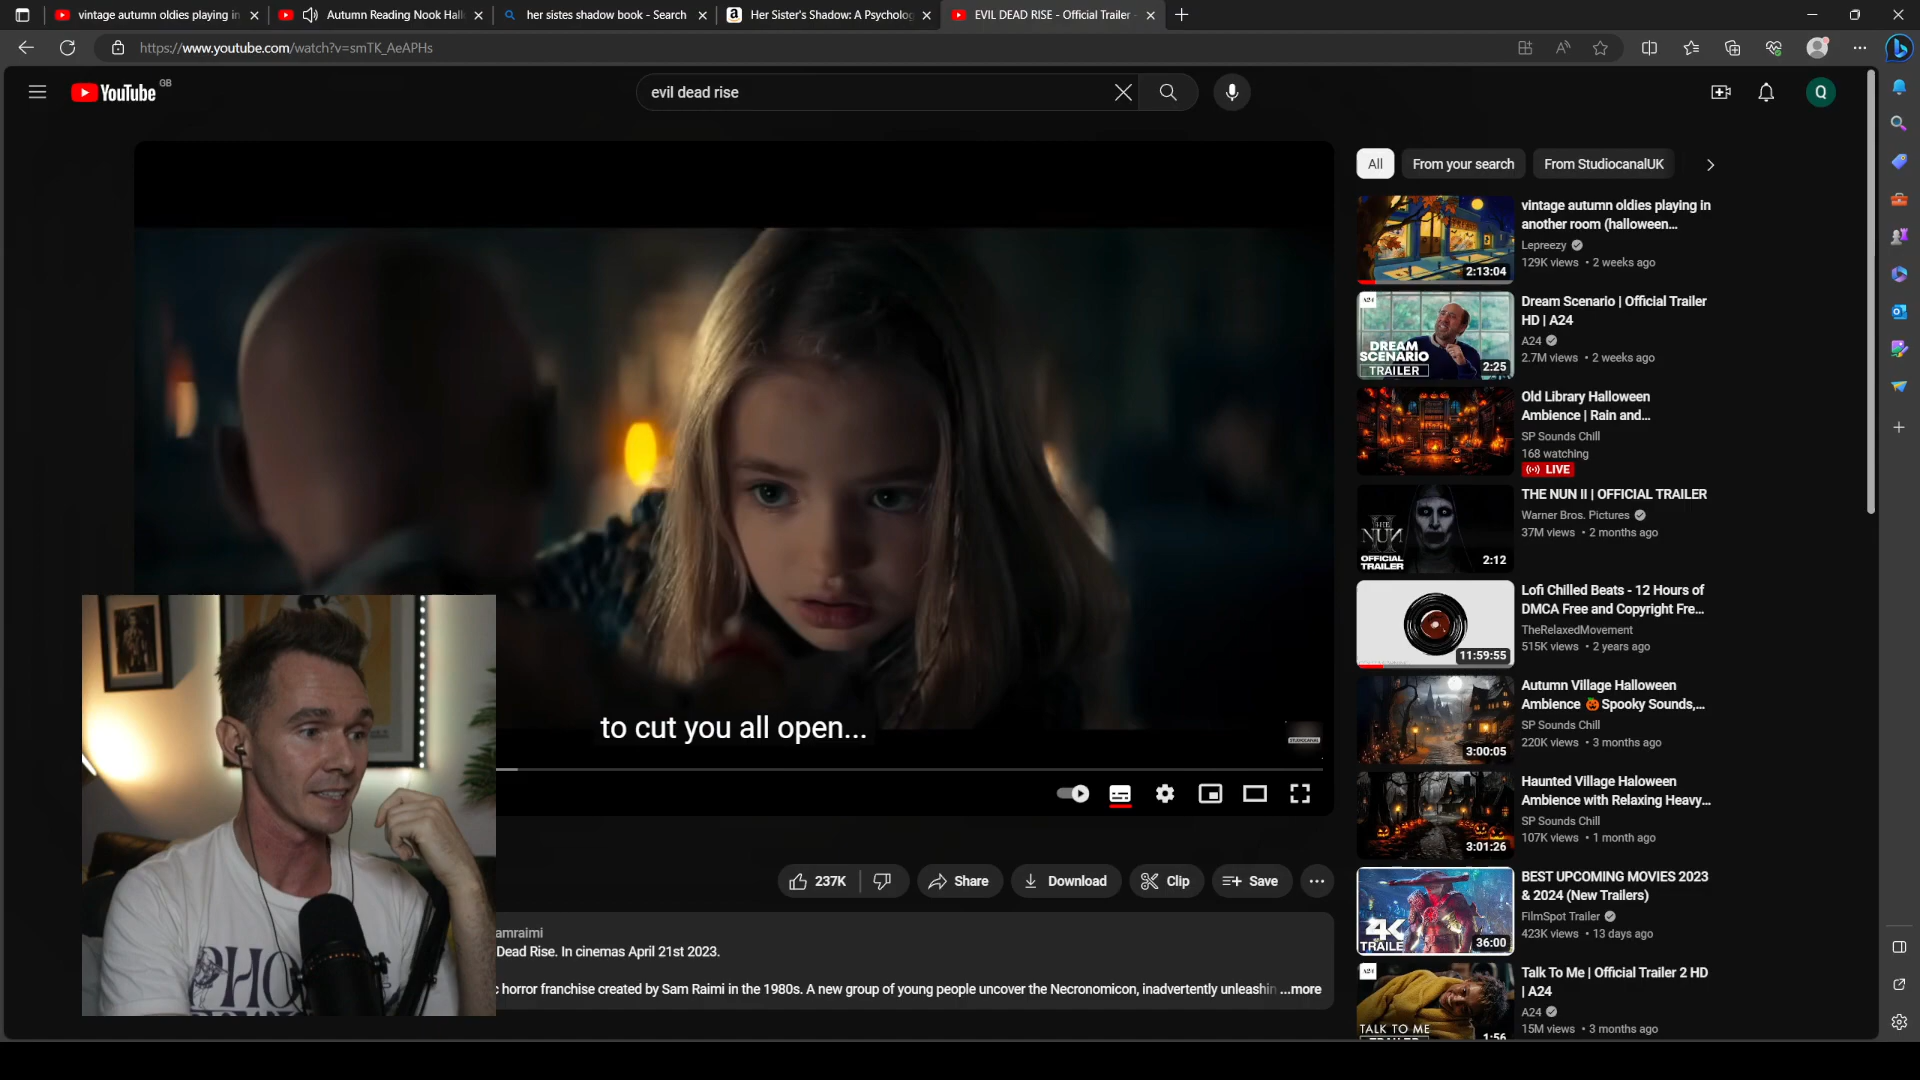 vintage autumn oldies playing in
Autumn Reading Nook Hall
her sistes shadow book - Search
Her Sister's Shadow: A Psycholog
EVIL DEAD RISE - Official Trailer -
https://www.youtube.com/watch?v=smTK_AeAPHs
YouTube GB
evil dead rise
Q
All
From your search
From StudiocanalUK
vintage autumn oldies playing in
another room (halloween...
Lepreezy
129K views • 2 weeks ago
2:13:04
Dream Scenario | Official Trailer
HD | A24
A24
2.7M views • 2 weeks ago
DREAM
SCENARIO
TRAILER
2:25
Old Library Halloween
Ambience | Rain and...
SP Sounds Chill
168 watching
LIVE
THE NUN II | OFFICIAL TRAILER
Warner Bros. Pictures
37M views • 2 months ago
THE
NUN
II
OFFICIAL
TRAILER
2:12
Lofi Chilled Beats - 12 Hours of
DMCA Free and Copyright Fre...
TheRelaxedMovement
515K views • 2 years ago
11:59:55
Autumn Village Halloween
Ambience 🎃Spooky Sounds,...
SP Sounds Chill
220K views • 3 months ago
3:00:05
Haunted Village Haloween
Ambience with Relaxing Heavy...
SP Sounds Chill
107K views • 1 month ago
3:01:26
BEST UPCOMING MOVIES 2023
& 2024 (New Trailers)
FilmSpot Trailer
423K views • 13 days ago
4K
TRAILE
36:00
Talk To Me | Official Trailer 2 HD
| A24
A24
15M views • 3 months ago
TALK TO ME
1:56
to cut you all open...
STUDIOCANAL
237K
Share
Download
Clip
Save
amraimi
Dead Rise. In cinemas April 21st 2023.
c horror franchise created by Sam Raimi in the 1980s. A new group of young people uncover the Necronomicon, inadvertently unleashin ...more
PHO